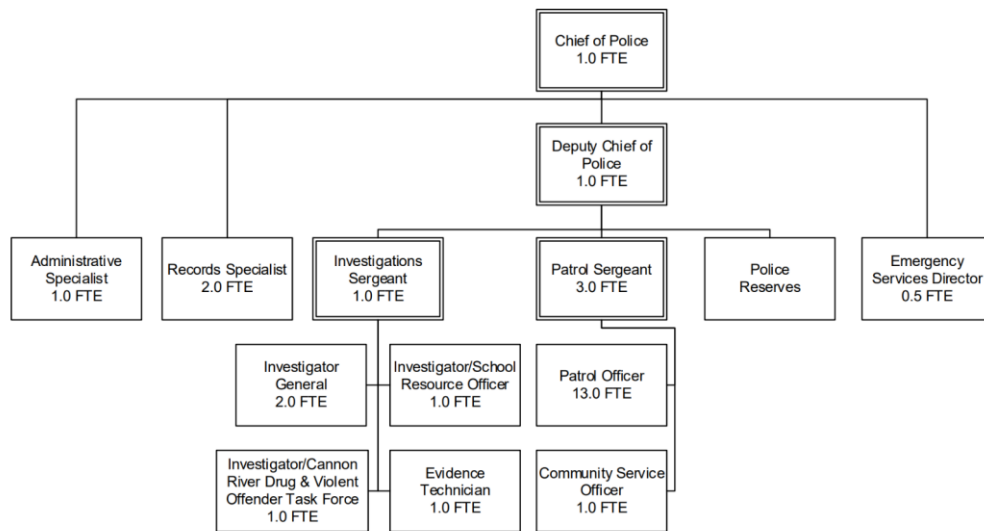 Chief of Police
1.0 FTE
Deputy Chief of
Police
1.0 FTE
Administrative
Specialist
1.0 FTE
Records Specialist
2.0 FTE
Investigations
Sergeant
1.0 FTE
Patrol Sergeant
3.0 FTE
Police
Reserves
Emergency
Services Director
0.5 FTE
Investigator
General
2.0 FTE
Investigator/School
Resource Officer
1.0 FTE
Patrol Officer
13.0 FTE
Investigator/Cannon
River Drug & Violent
Offender Task Force
1.0 FTE
Evidence
Technician
1.0 FTE
Community Service
Officer
1.0 FTE